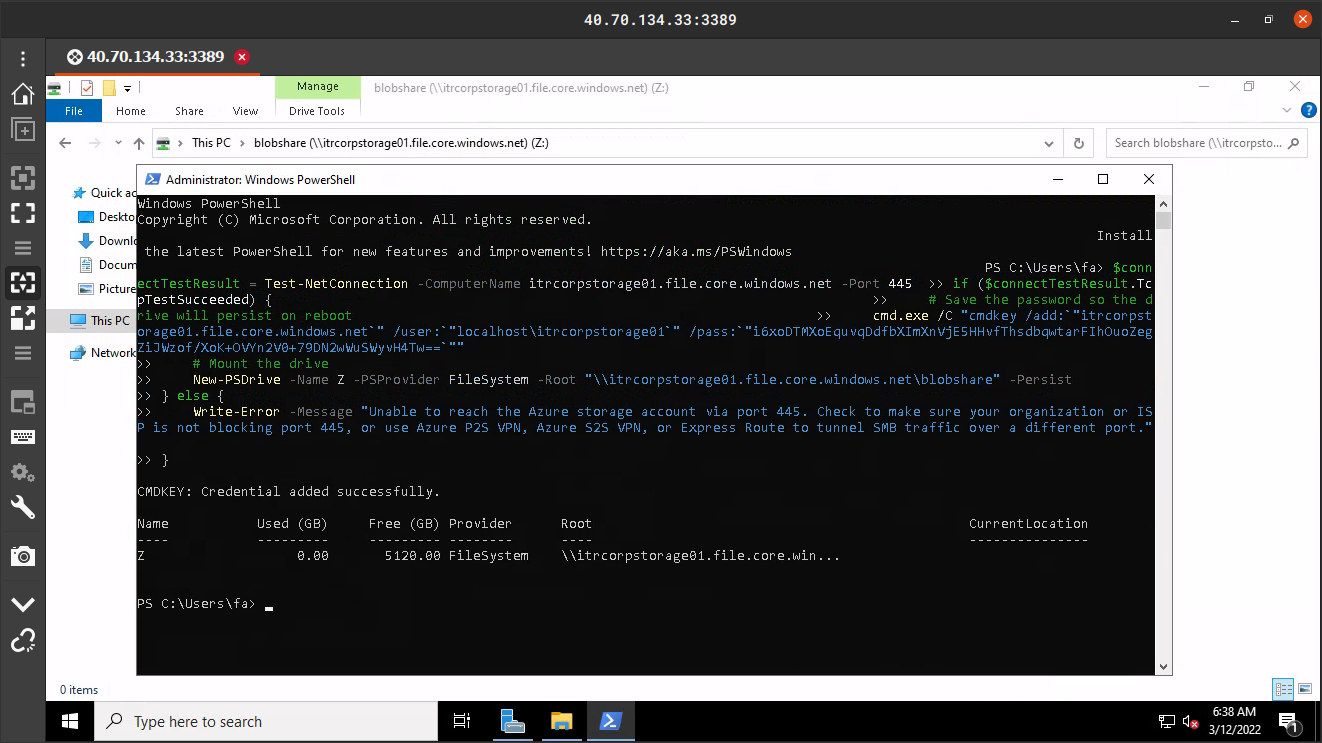 40.70.134.33:3389
40.70.134.33:3389
Manage
blobshare (\\itrcorpstorage01.file.core.windows.net) (Z:)
File
Home
Share
View
Drive Tools
This PC > blobshare (\\itrcorpstorage01.file.core.windows.net) (Z:)
Search blobshare (\\itrcorpsto...
Quick ac
Deskto
Downlo
Docum
Picture
This PC
Network
Administrator: Windows PowerShell
Windows PowerShell
Copyright (C) Microsoft Corporation. All rights reserved.
Install
the latest PowerShell for new features and improvements! https://aka.ms/PSWindows
PS C:\Users\fa> $conn
ectTestResult = Test-NetConnection -ComputerName itrcorpstorage01.file.core.windows.net -Port 445 >> if ($connectTestResult.Tc
pTestSucceeded) {
>> # Save the password so the d
rive will persist on reboot
>> cmd.exe /C "cmdkey /add:`"itrcorpst
orage01.file.core.windows.net`" /user:`"localhost\itrcorpstorage01`" /pass:`"i6xoDTMXoEquvqDdfbXImXnVjE5HHvfThsdbqwtarFIhOuoZeg
ZiJWzof/XoK+OVYn2V0+79DN2wWuSWyvH4Tw==`""
>> # Mount the drive
>> New-PSDrive -Name Z -PSProvider FileSystem -Root "\\itrcorpstorage01.file.core.windows.net\blobshare" -Persist
>> } else {
>> Write-Error -Message "Unable to reach the Azure storage account via port 445. Check to make sure your organization or IS
P is not blocking port 445, or use Azure P2S VPN, Azure S2S VPN, or Express Route to tunnel SMB traffic over a different port."
>> }
CMDKEY: Credential added successfully.
Name Used (GB) Free (GB) Provider Root CurrentLocation
---- --------- --------- -------- ---- ---------------
Z 0.00 5120.00 FileSystem \\itrcorpstorage01.file.core.win...
PS C:\Users\fa> _
0 items
Type here to search
6:38 AM
3/12/2022
1